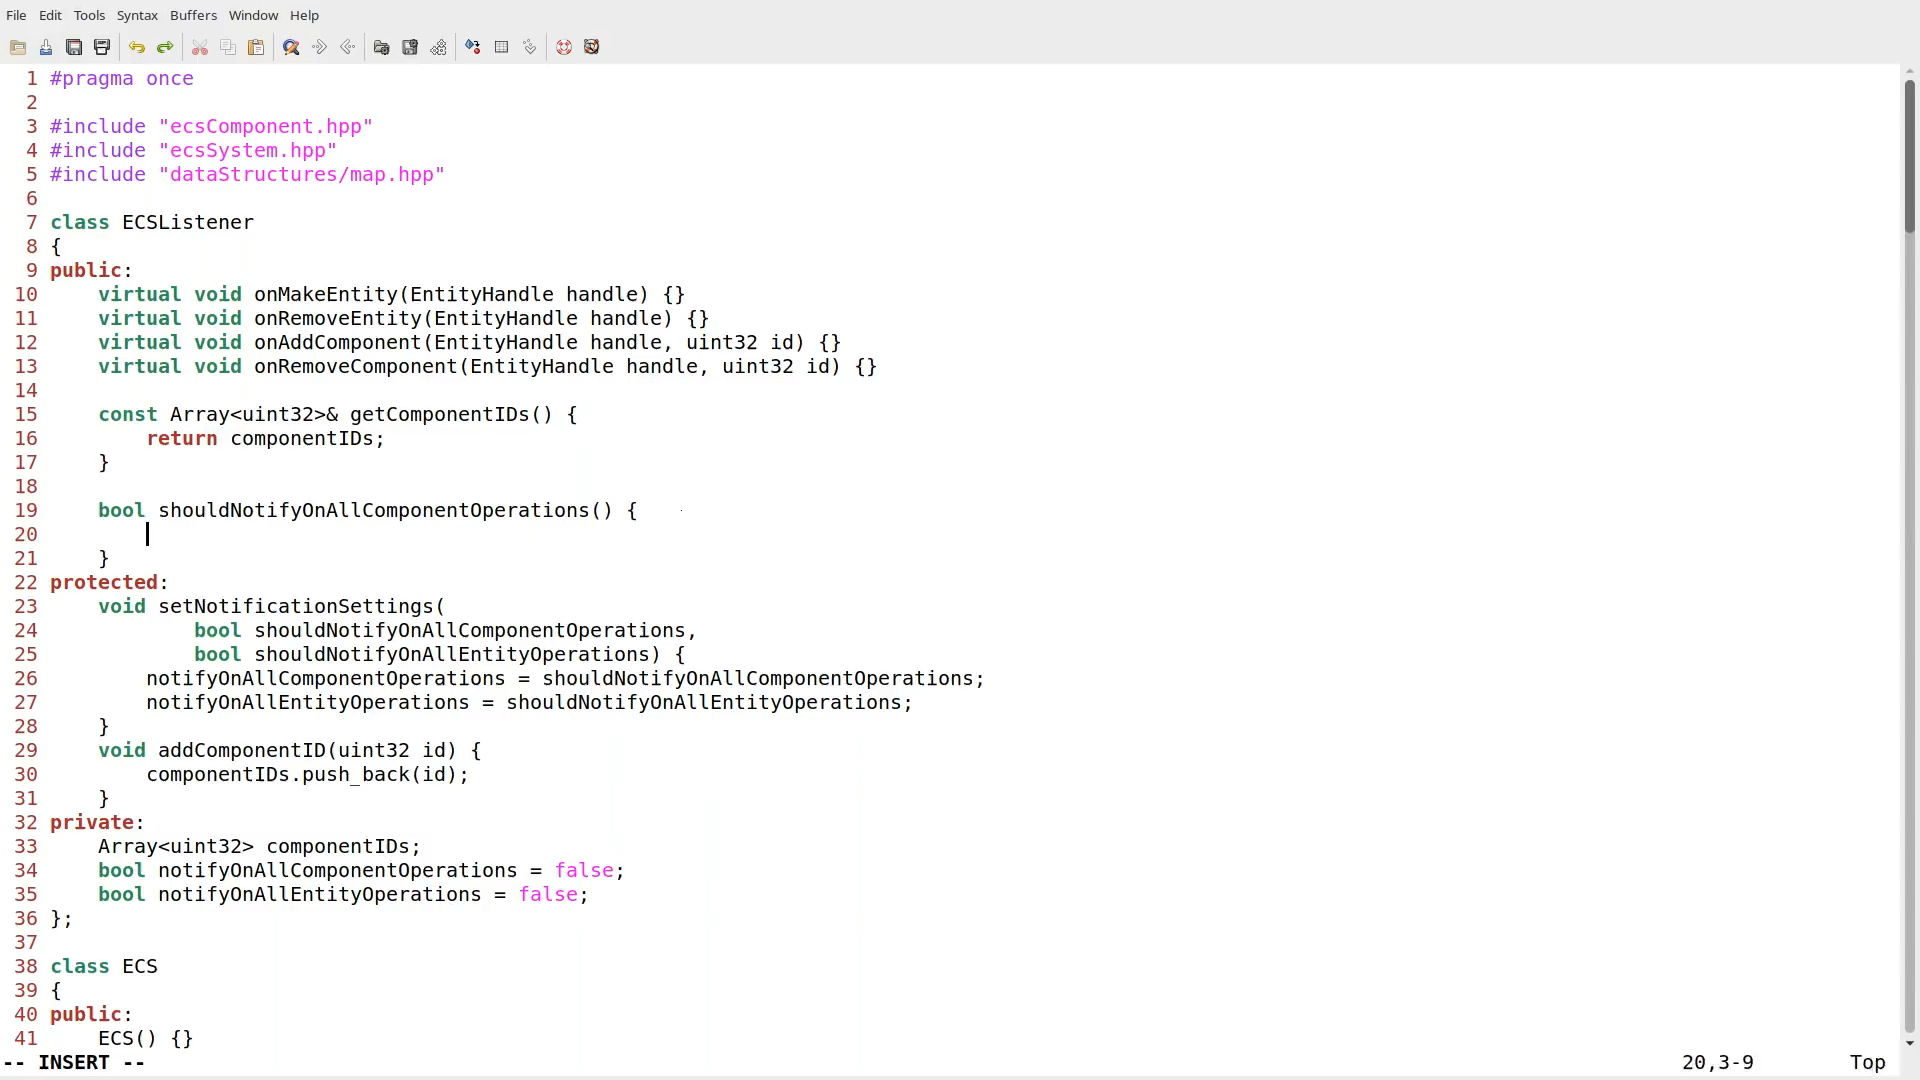 File Edit Tools Syntax Buffers Window Help
1 #pragma once
2
3 #include "ecsComponent.hpp"
4 #include "ecsSystem.hpp"
5 #include "dataStructures/map.hpp"
6
7 class ECSListener
8 {
9 public:
10     virtual void onMakeEntity(EntityHandle handle) {}
11     virtual void onRemoveEntity(EntityHandle handle) {}
12     virtual void onAddComponent(EntityHandle handle, uint32 id) {}
13     virtual void onRemoveComponent(EntityHandle handle, uint32 id) {}
14
15     const Array<uint32>& getComponentIDs() {
16         return componentIDs;
17     }
18
19     bool shouldNotifyOnAllComponentOperations() {
20
21     }
22 protected:
23     void setNotificationSettings(
24             bool shouldNotifyOnAllComponentOperations,
25             bool shouldNotifyOnAllEntityOperations) {
26         notifyOnAllComponentOperations = shouldNotifyOnAllComponentOperations;
27         notifyOnAllEntityOperations = shouldNotifyOnAllEntityOperations;
28     }
29     void addComponentID(uint32 id) {
30         componentIDs.push_back(id);
31     }
32 private:
33     Array<uint32> componentIDs;
34     bool notifyOnAllComponentOperations = false;
35     bool notifyOnAllEntityOperations = false;
36 };
37
38 class ECS
39 {
40 public:
41     ECS() {}
-- INSERT -- 20,3-9 Top